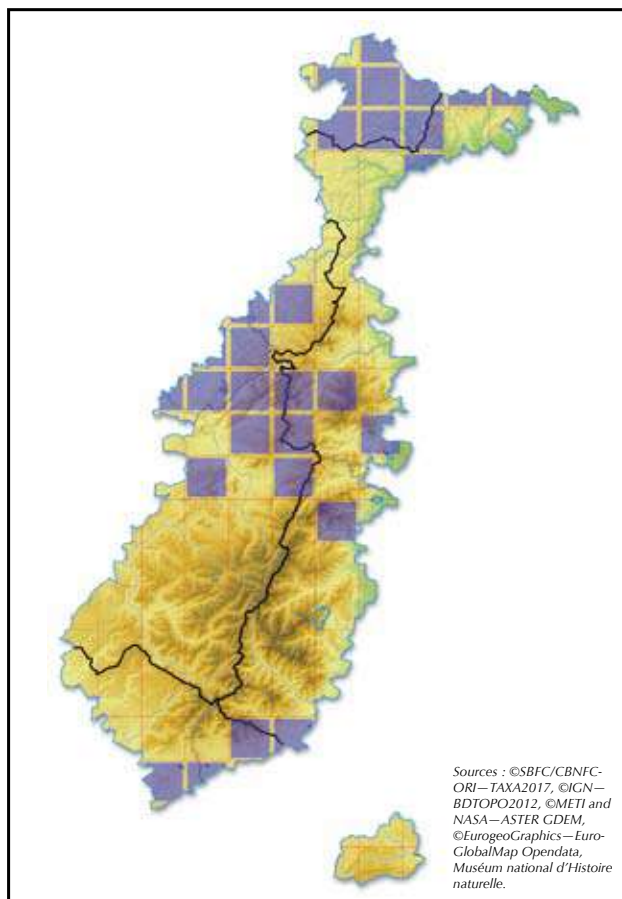 Sources : ©SBFC/CBNFC-
ORI—TAXA2017, ©IGN—
BDTOPO2012, ©METI and
NASA—ASTER GDEM,
©EurogeoGraphics—Euro-
GlobalMap Opendata,
Muséum national d’Histoire
naturelle.